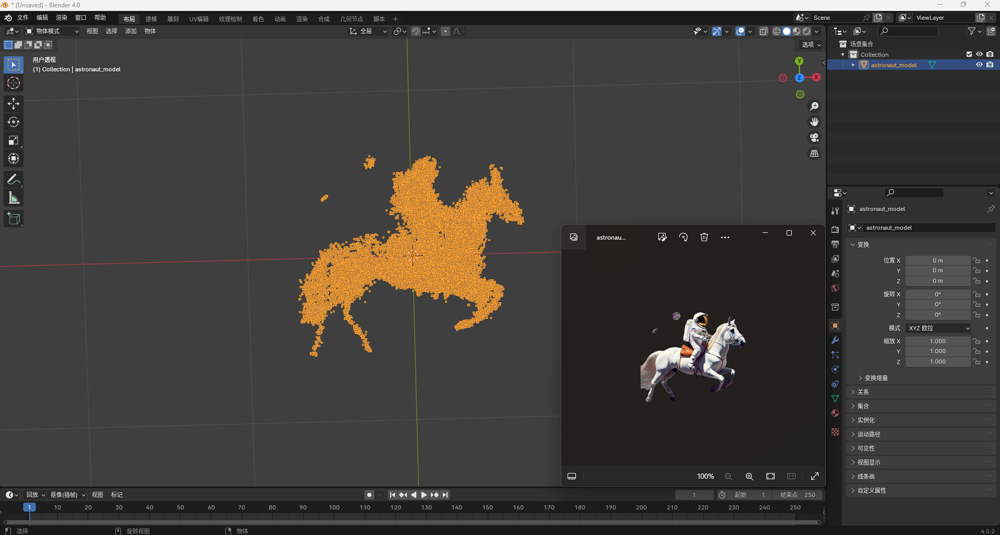 * (Unsaved) - Blender 4.0
文件 编辑 渲染 窗口 帮助 布局 建模 雕刻 UV编辑 纹理绘制 着色 动画 渲染 合成 几何节点 脚本 +
Scene ViewLayer
物体模式 视图 选择 添加 物体 全局
选项
用户透视
(1) Collection | astronaut_model
Y
Z X
场景集合
Collection
astronaut_model
astronaut_model
astronaut_model
变换
位置 X 0 m
Y 0 m
Z 0 m
旋转 X 0°
Y 0°
Z 0°
模式 XYZ 欧拉
缩放 X 1.000
Y 1.000
Z 1.000
变换增量
关系
集合
实例化
运动路径
可见性
视图显示
线条画
自定义属性
astronau...
100% 1:1
回放 抠像(插帧) 视图 标记 1 起始 1 结束点 250
1 10 20 30 40 50 60 70 80 90 100 110 120 130 140 150 160 170 180 190 200 210 220 230 240 250
选择 旋转视图 物体 4.0.2